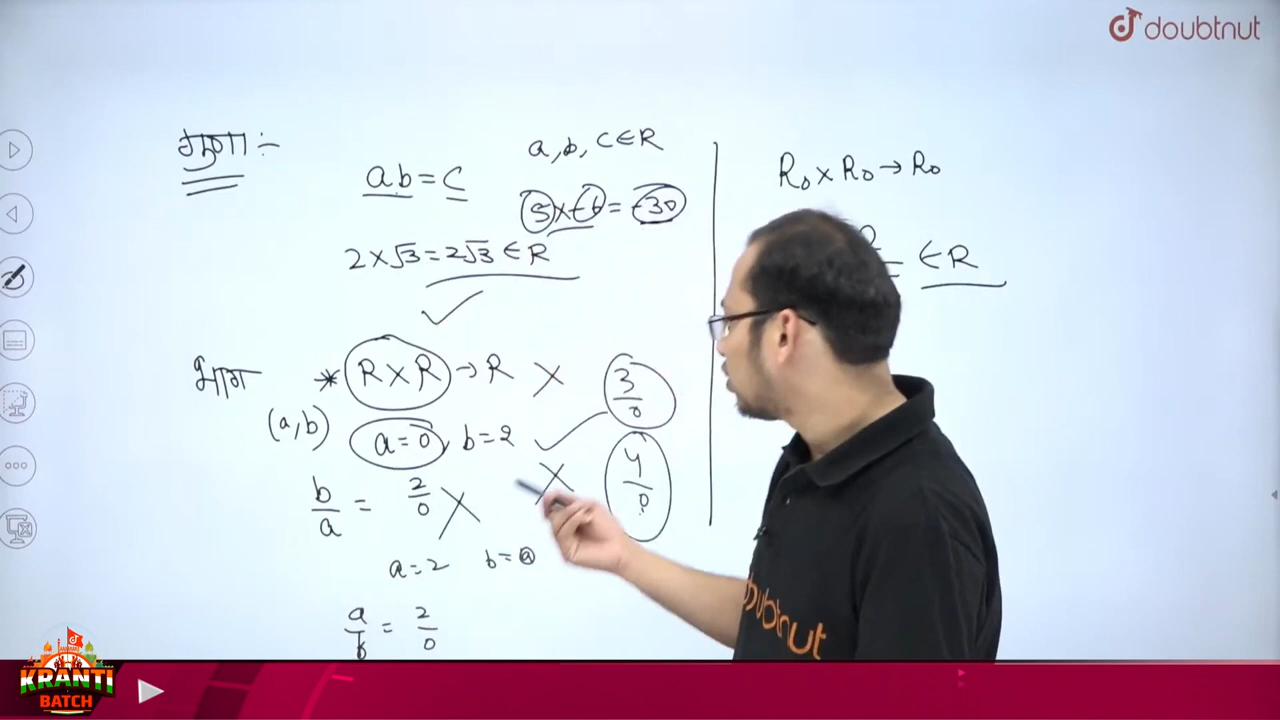 doubtnut
गुणा :-
a, b, c ∈ R
ab = c
5 × -6 = -30
2 × √3 = 2√3 ∈ R
✓
भाग
* R × R → R ×
3/0
(a, b)
a = 0, b = 2 ✓
b/a = 2/0 ×
×
4/0
a = 2 b = 0
a/b = 2/0
R₀ × R₀ → R₀
∈ R
doubtnut
KRANTI
BATCH